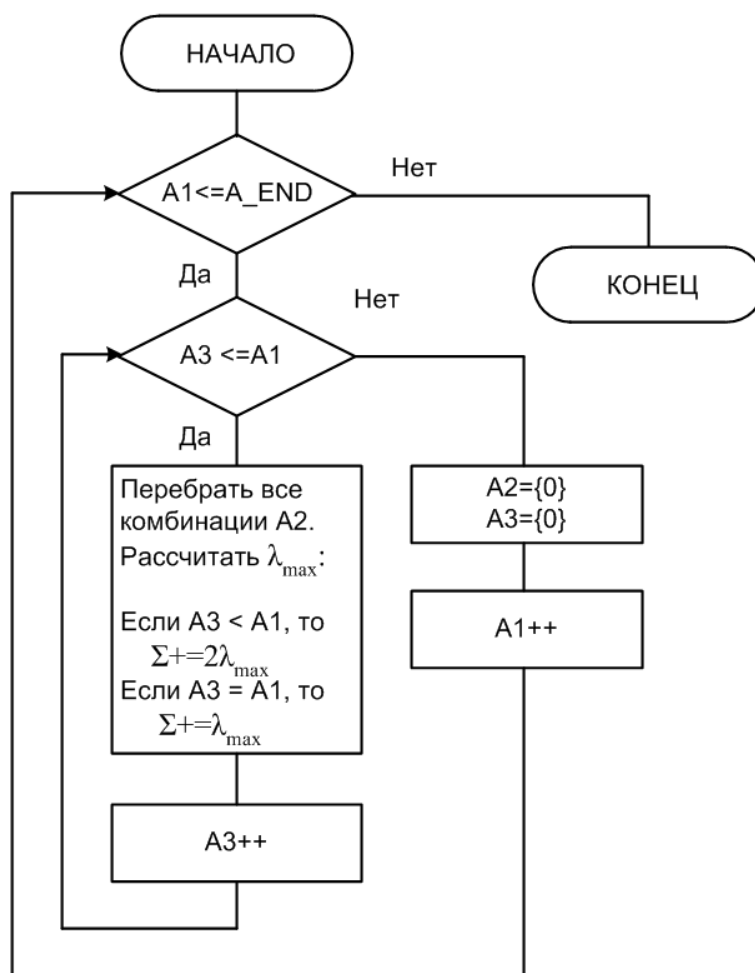 НАЧАЛО
A1<=A_END
Нет
КОНЕЦ
Да
Нет
A3 <=A1
Да
Перебрать все
комбинации A2.
Рассчитать λmax:
Если A3 < A1, то
Σ+=2λmax
Если A3 = A1, то
Σ+=λmax
A3++
A2={0}
A3={0}
A1++